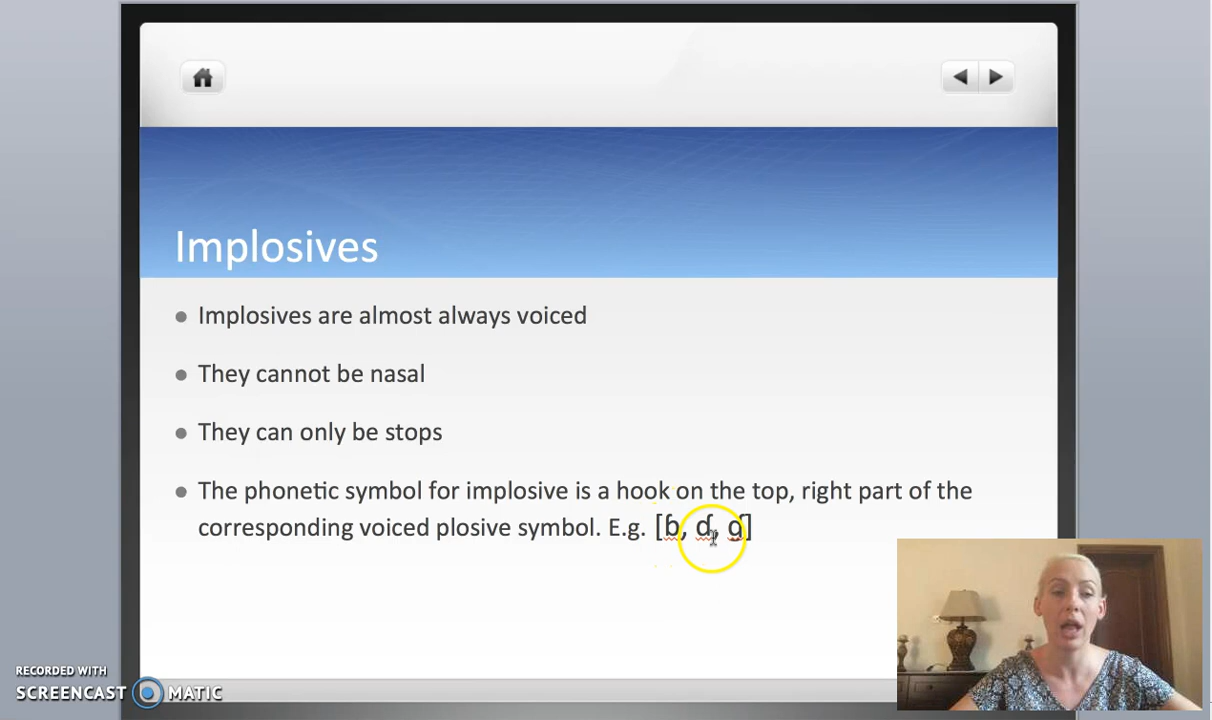 Implosives
Implosives are almost always voiced
They cannot be nasal
They can only be stops
The phonetic symbol for implosive is a hook on the top, right part of the
corresponding voiced plosive symbol. E.g. [ɓ, ɗ, ɠ]
RECORDED WITH
SCREENCAST MATIC